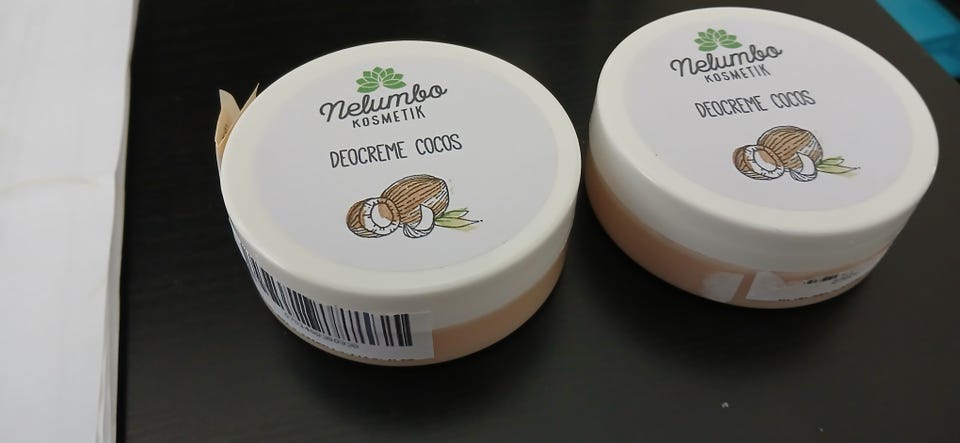 Nelumbo
KOSMETIK
DEOCREME COCOS
Nelumbo
KOSMETIK
DEOCREME COCOS